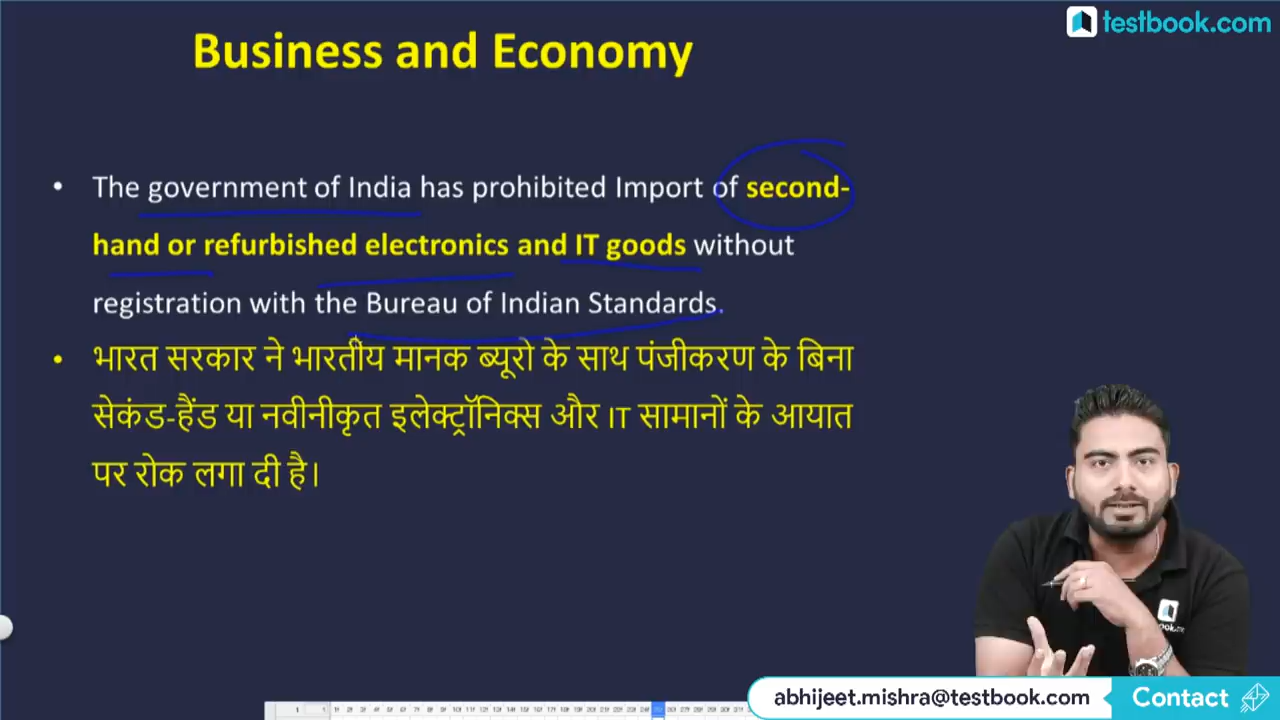 testbook.com
Business and Economy
• The government of India has prohibited Import of second-
hand or refurbished electronics and IT goods without
registration with the Bureau of Indian Standards.
• भारत सरकार ने भारतीय मानक ब्यूरो के साथ पंजीकरण के बिना
सेकंड-हैंड या नवीनीकृत इलेक्ट्रॉनिक्स और IT सामानों के आयात
पर रोक लगा दी है।
abhijeet.mishra@testbook.com
Contact